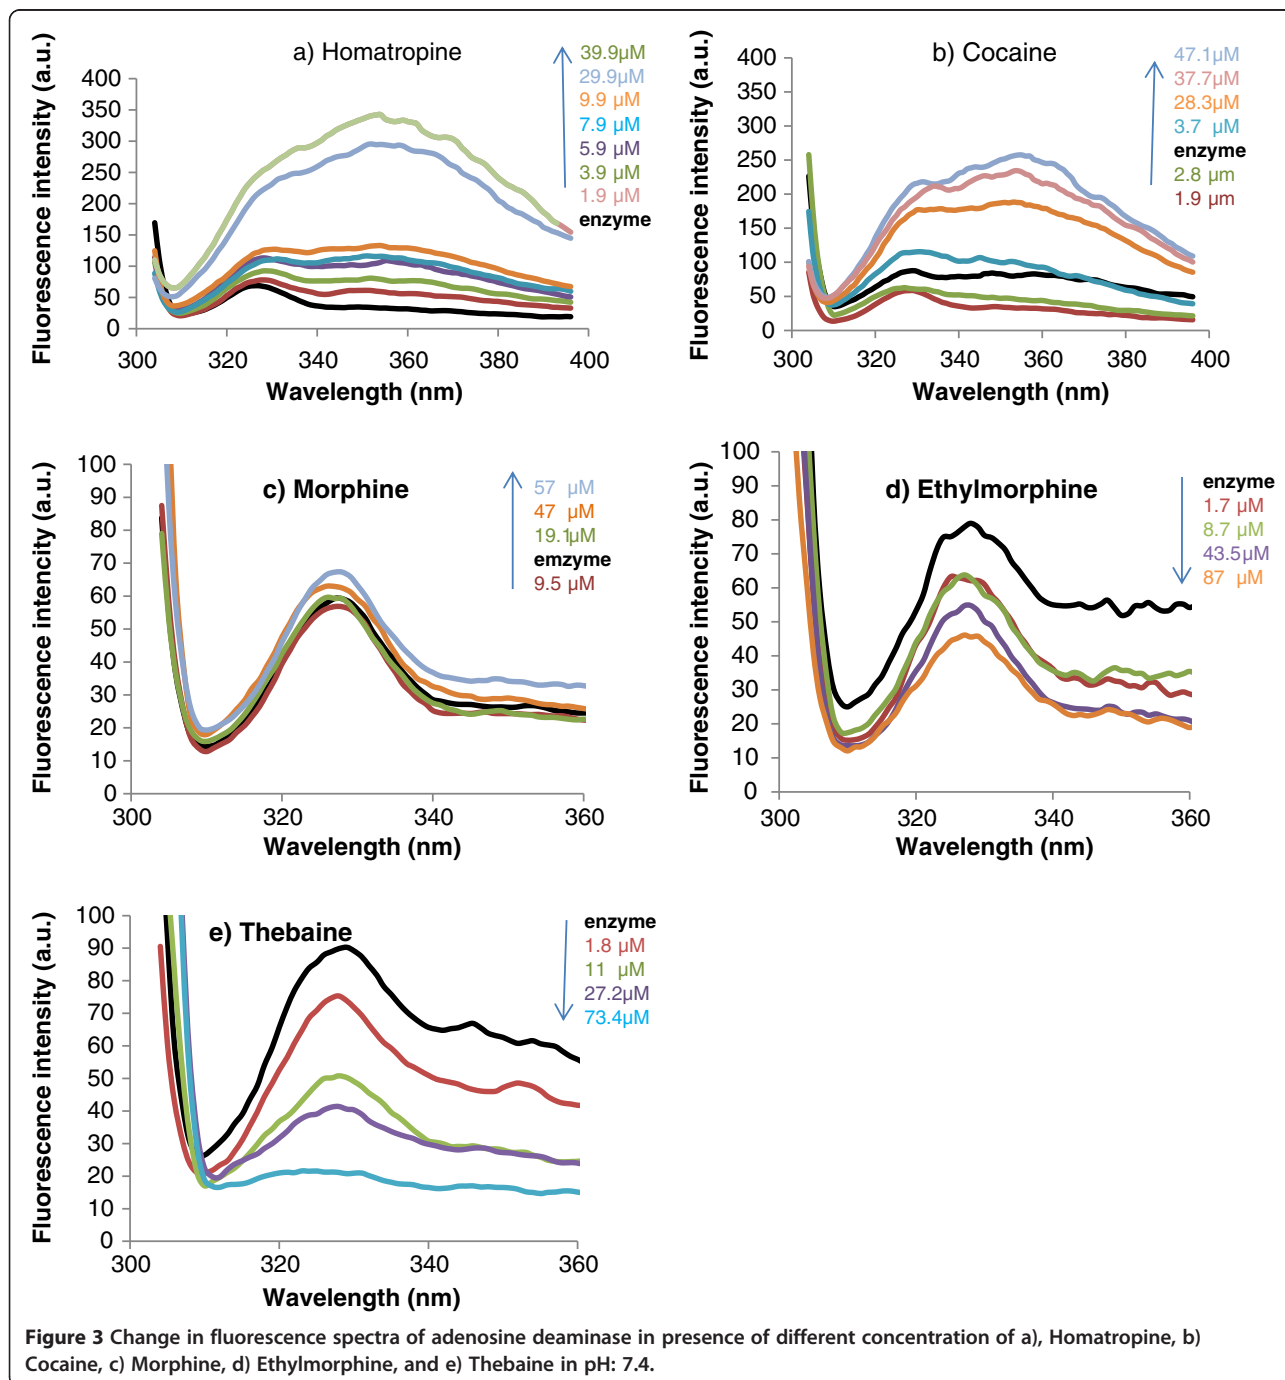 a) Homatropine
39.9µM
29.9µM
9.9 µM
7.9 µM
5.9 µM
3.9 µM
1.9 µM
enzyme
Fluorescence intensity (a.u.)
400
350
300
250
200
150
100
50
0
300 320 340 360 380 400
Wavelength (nm)
b) Cocaine
47.1µM
37.7µM
28.3µM
3.7 µM
enzyme
2.8 µm
1.9 µm
Fluorescence intensity (a.u.)
400
350
300
250
200
150
100
50
0
300 320 340 360 380 400
Wavelength (nm)
c) Morphine
57 µM
47 µM
19.1µM
emzyme
9.5 µM
Fluorescence intencity (a.u.)
100
90
80
70
60
50
40
30
20
10
0
300 320 340 360
Wavelength (nm)
d) Ethylmorphine
enzyme
1.7 µM
8.7 µM
43.5µM
87 µM
Fluorescence intencity (a.u.)
100
90
80
70
60
50
40
30
20
10
0
300 320 340 360
Wavelength (nm)
e) Thebaine
enzyme
1.8 µM
11 µM
27.2µM
73.4µM
Fluorescence intensity (a.u.)
100
90
80
70
60
50
40
30
20
10
0
300 320 340 360
Wavelength (nm)
Figure 3 Change in fluorescence spectra of adenosine deaminase in presence of different concentration of a), Homatropine, b)
Cocaine, c) Morphine, d) Ethylmorphine, and e) Thebaine in pH: 7.4.